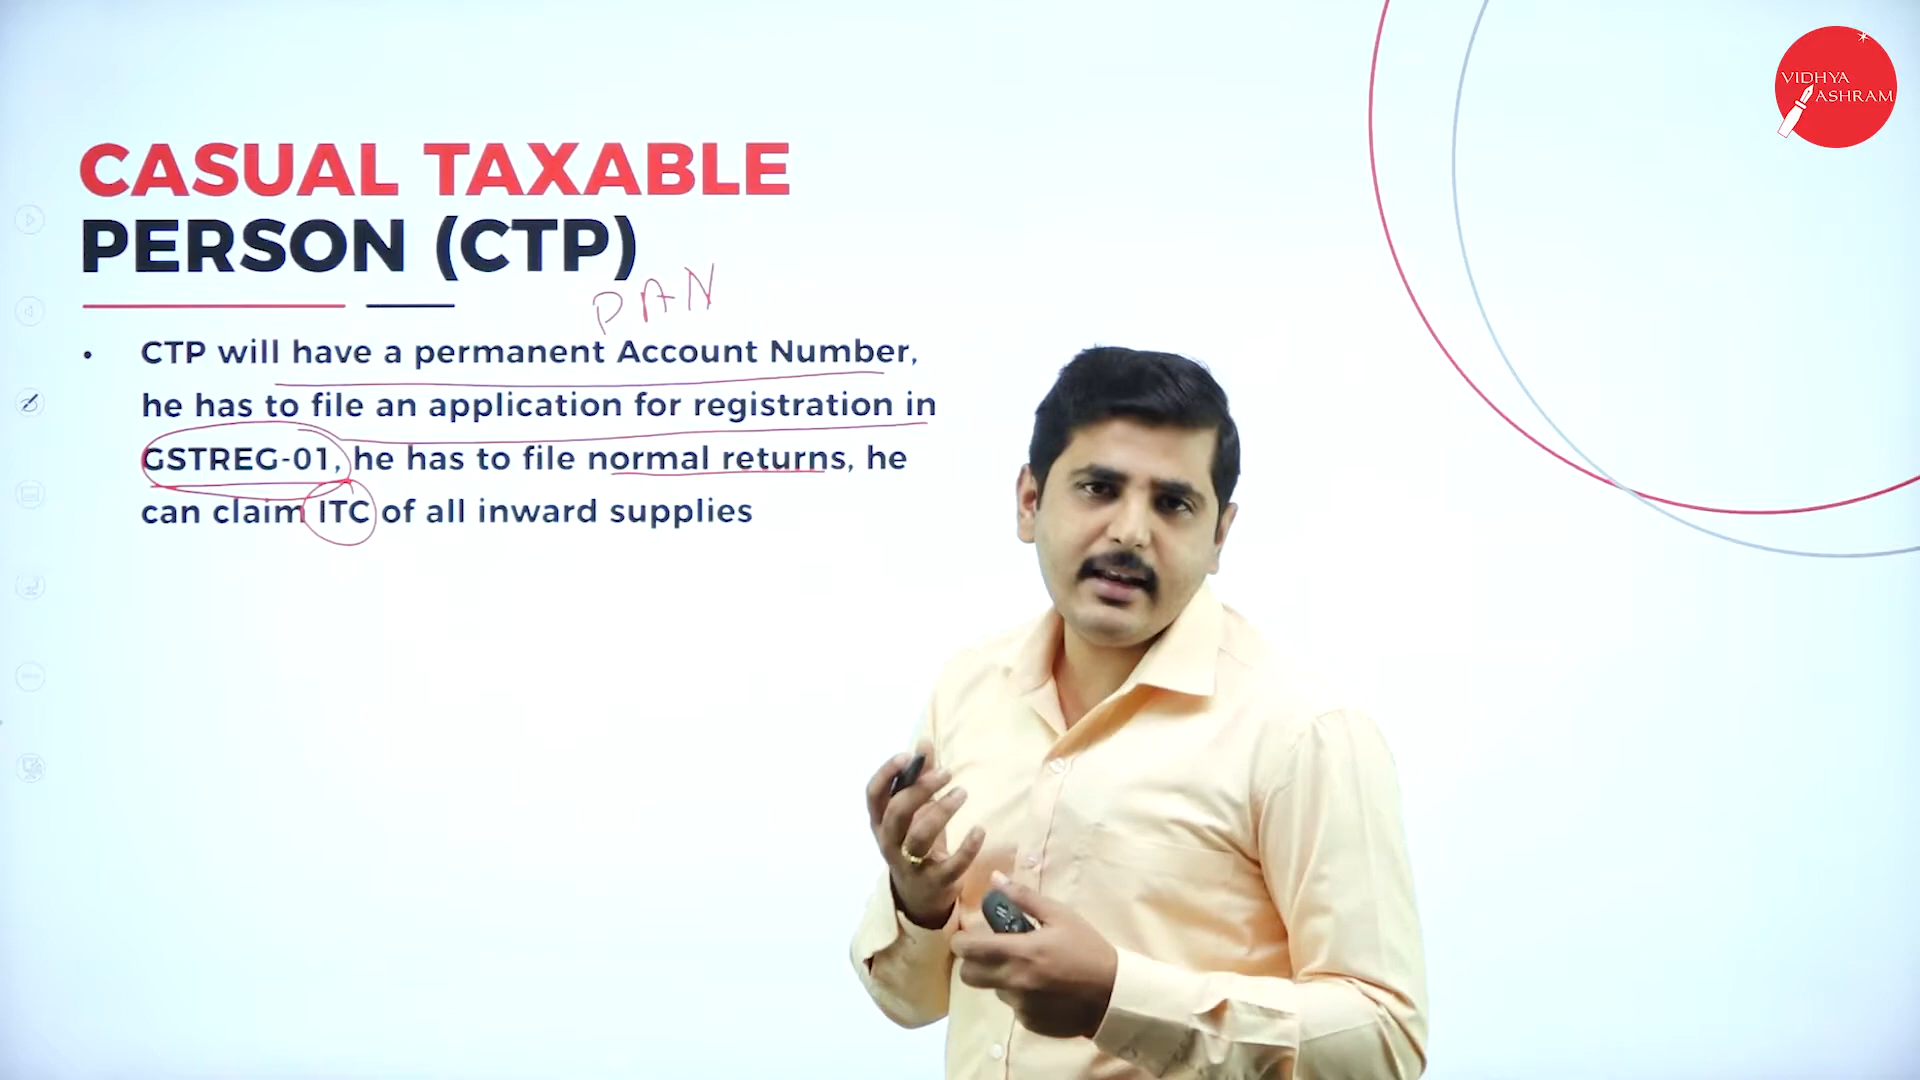 VIDHYA
ASHRAM
CASUAL TAXABLE
PERSON (CTP)
PAN
CTP will have a permanent Account Number,
he has to file an application for registration in
GSTREG-01, he has to file normal returns, he
can claim ITC of all inward supplies